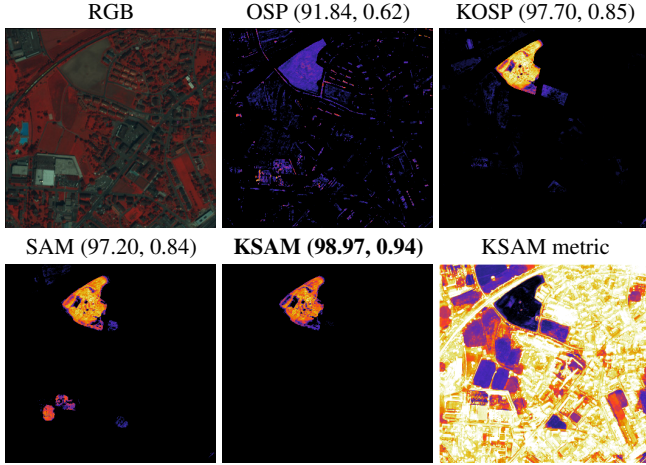 RGB
OSP (91.84, 0.62)
KOSP (97.70, 0.85)
SAM (97.20, 0.84)
KSAM (98.97, 0.94)
KSAM metric